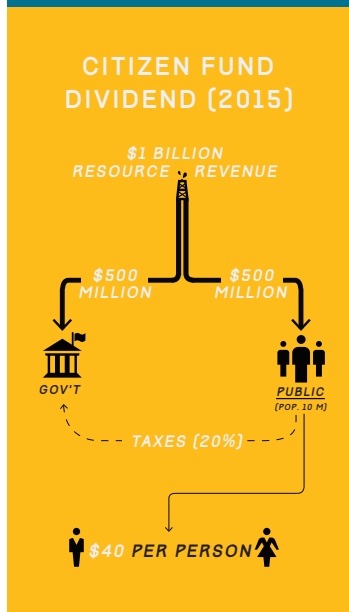 CITIZEN FUND
DIVIDEND (2015)
$1 BILLION
RESOURCE REVENUE
$500
MILLION
$500
MILLION
GOV'T
PUBLIC
(POP. 10 M)
TAXES (20%)
$40 PER PERSON